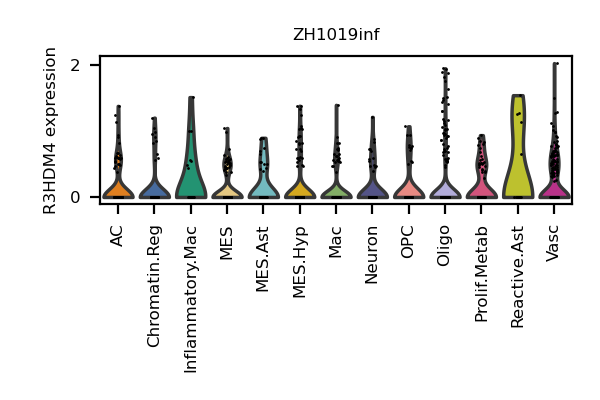 ZH1019inf
R3HDM4 expression
2
0
AC
Chromatin.Reg
Inflammatory.Mac
MES
MES.Ast
MES.Hyp
Mac
Neuron
OPC
Oligo
Prolif.Metab
Reactive.Ast
Vasc